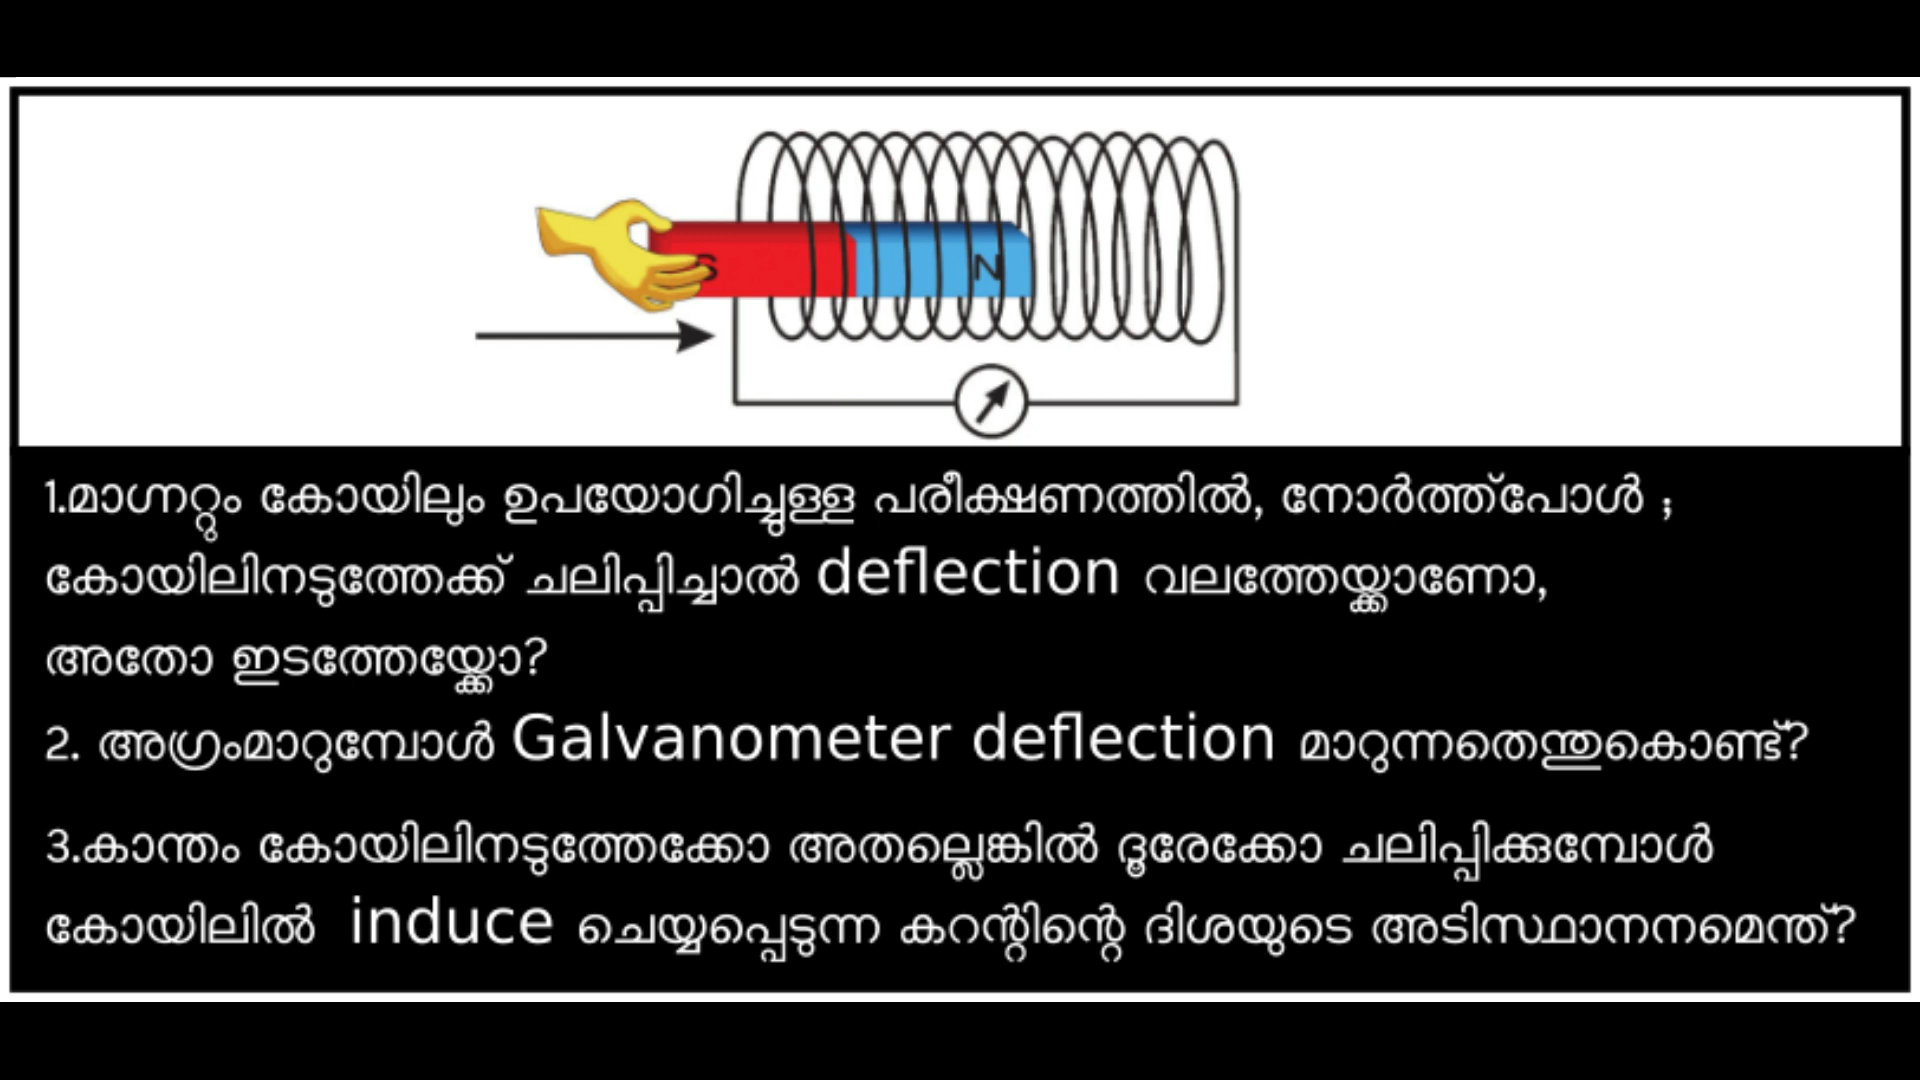 S
N
1.മാഗ്നറ്റും കോയിലും ഉപയോഗിച്ചുള്ള പരീക്ഷണത്തിൽ, നോർത്ത്പോൾ ;
കോയിലിനടുത്തേക്ക് ചലിപ്പിച്ചാൽ deflection വലത്തേയ്ക്കാണോ,
അതോ ഇടത്തേയ്ക്കോ?
2. അഗ്രംമാറുമ്പോൾ Galvanometer deflection മാറുന്നതെന്തുകൊണ്ട്?
3.കാന്തം കോയിലിനടുത്തേക്കോ അതല്ലെങ്കിൽ ദൂരേക്കോ ചലിപ്പിക്കുമ്പോൾ
കോയിലിൽ induce ചെയ്യപ്പെടുന്ന കറന്റിന്റെ ദിശയുടെ അടിസ്ഥാനനമെന്ത്?